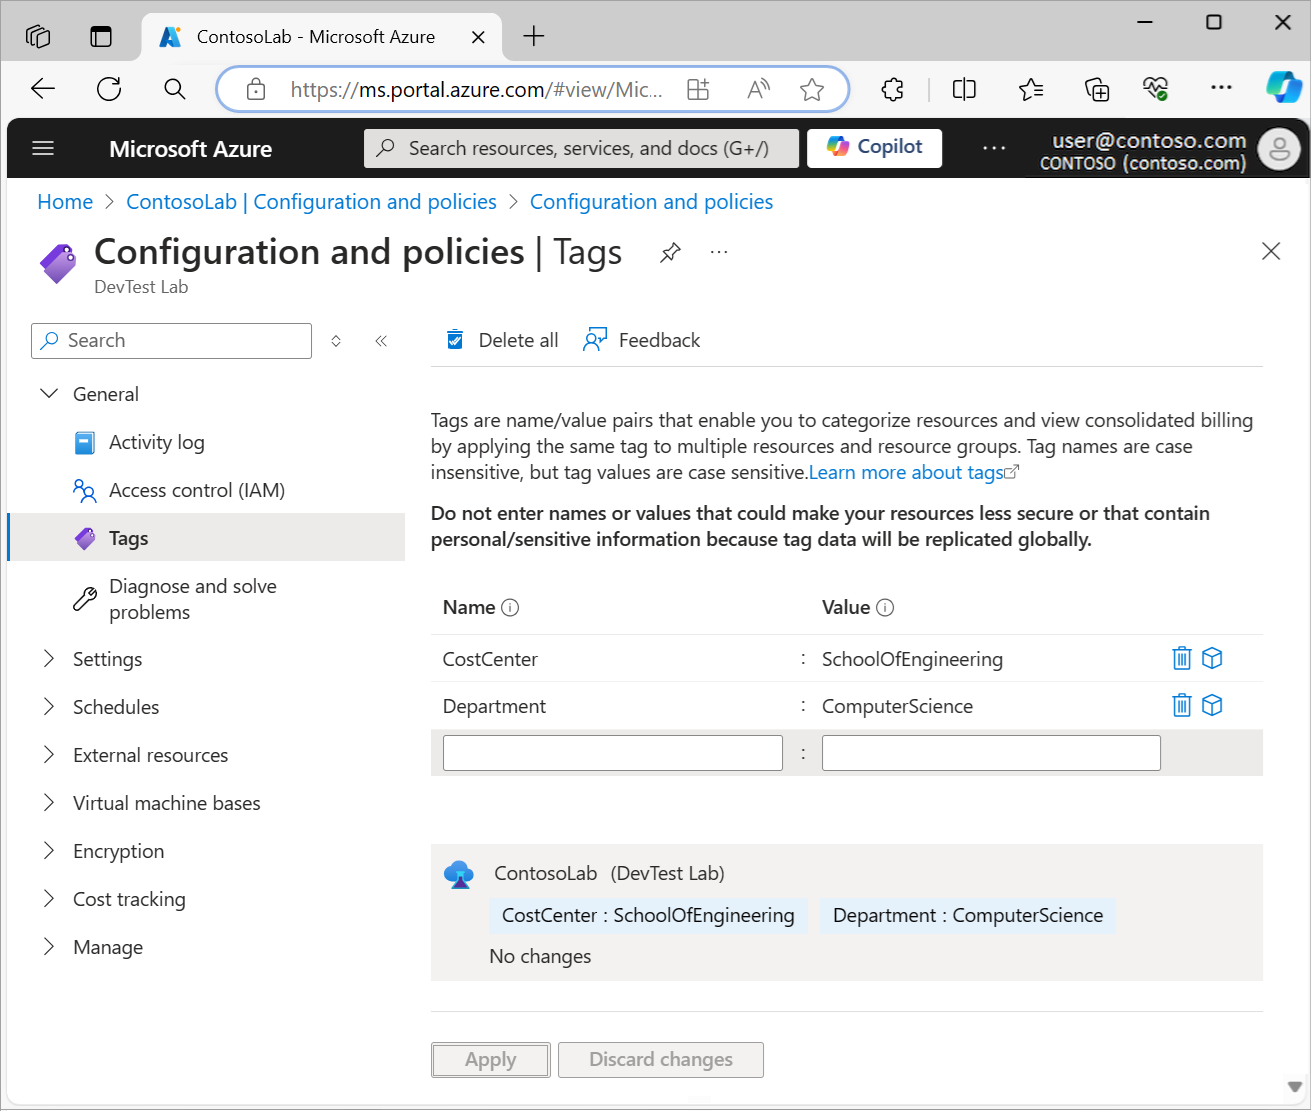 ContosoLab - Microsoft Azure
https://ms.portal.azure.com/#view/Mic...
Microsoft Azure
Search resources, services, and docs (G+/)
Copilot
user@contoso.com
CONTOSO (contoso.com)
Home > ContosoLab | Configuration and policies > Configuration and policies
Configuration and policies | Tags
DevTest Lab
Search
Delete all
Feedback
General
Activity log
Access control (IAM)
Tags
Diagnose and solve
problems
Settings
Schedules
External resources
Virtual machine bases
Encryption
Cost tracking
Manage
Tags are name/value pairs that enable you to categorize resources and view consolidated billing
by applying the same tag to multiple resources and resource groups. Tag names are case
insensitive, but tag values are case sensitive.Learn more about tags
Do not enter names or values that could make your resources less secure or that contain
personal/sensitive information because tag data will be replicated globally.
Name Value
CostCenter : SchoolOfEngineering
Department : ComputerScience
:
ContosoLab (DevTest Lab)
CostCenter : SchoolOfEngineering Department : ComputerScience
No changes
Apply Discard changes